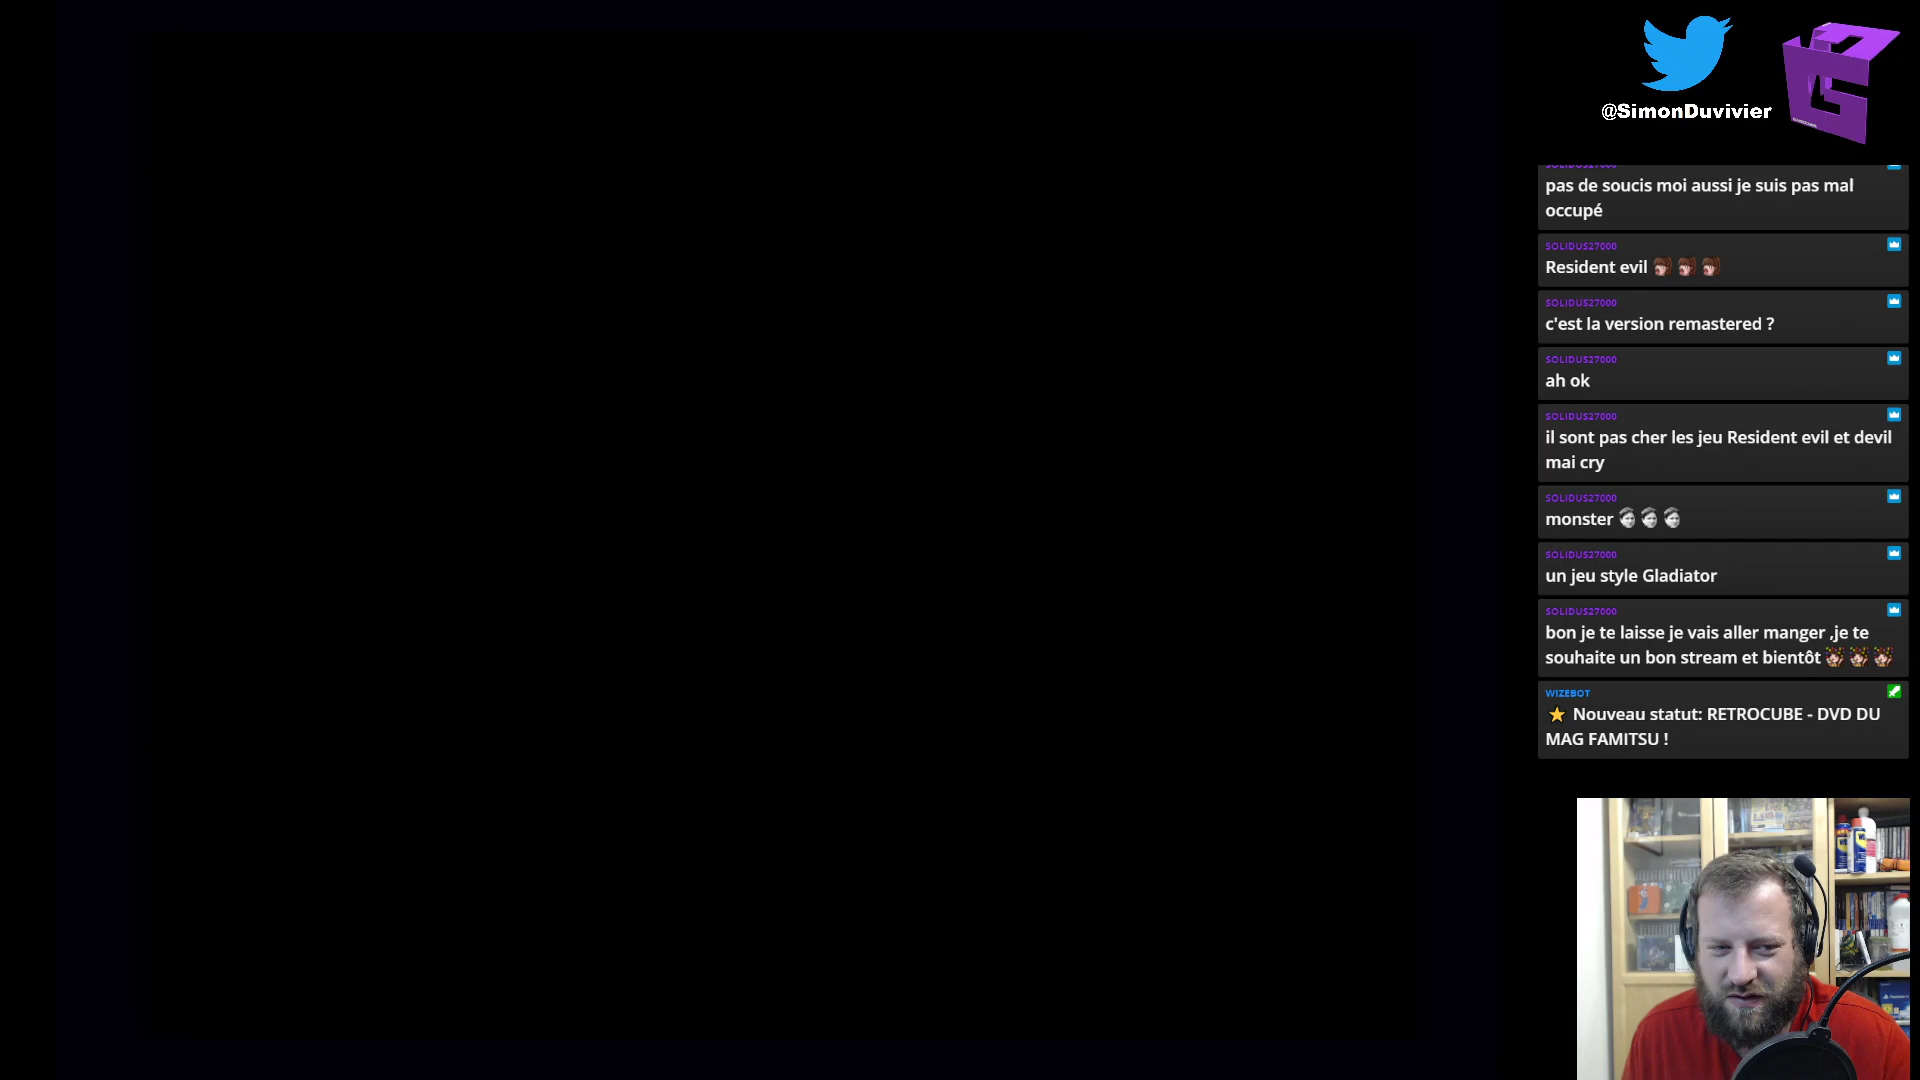 @SimonDuvivier
SOLIDUS27000
pas de soucis moi aussi je suis pas mal
occupé
SOLIDUS27000
Resident evil
SOLIDUS27000
c'est la version remastered ?
SOLIDUS27000
ah ok
SOLIDUS27000
il sont pas cher les jeu Resident evil et devil
mai cry
SOLIDUS27000
monster
SOLIDUS27000
un jeu style Gladiator
SOLIDUS27000
bon je te laisse je vais aller manger ,je te
souhaite un bon stream et bientôt
WIZEBOT
Nouveau statut: RETROCUBE - DVD DU
MAG FAMITSU !